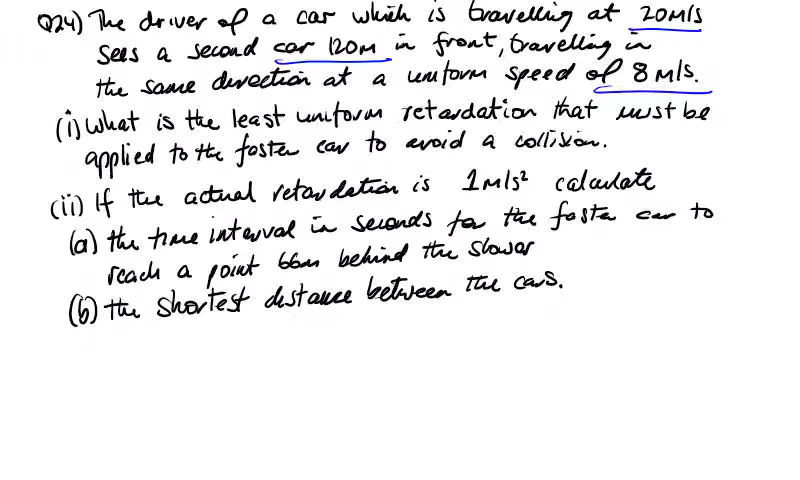 Q24) The driver of a car which is travelling at 20m/s
sees a second car 120m in front, travelling in
the same direction at a uniform speed of 8 m/s.
(i) What is the least uniform retardation that must be
applied to the faster car to avoid a collision.
(ii) If the actual retardation is 1m/s² calculate
(a) the time interval in seconds for the faster car to
reach a point 66m behind the slower
(b) the shortest distance between the cars.